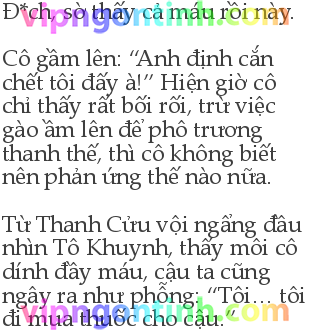 Đ*ch, sờ thấy cả máu rồi này.
vipngontinh.com
Cô gầm lên: “Anh định cắn
chết tôi đấy à!” Hiện giờ cô
chỉ thấy rất bối rối, trừ việc
gào ầm lên để phô trương
thanh thế, thì cô không biết
nên phản ứng thế nào nữa.
Từ Thanh Cửu vội ngẩng đầu
nhìn Tô Khuynh, thấy môi cô
dính đầy máu, cậu ta cũng
ngây ra như phỗng: “Tôi… tôi
đi mua thuốc cho cậu.”
vipngontinh.com